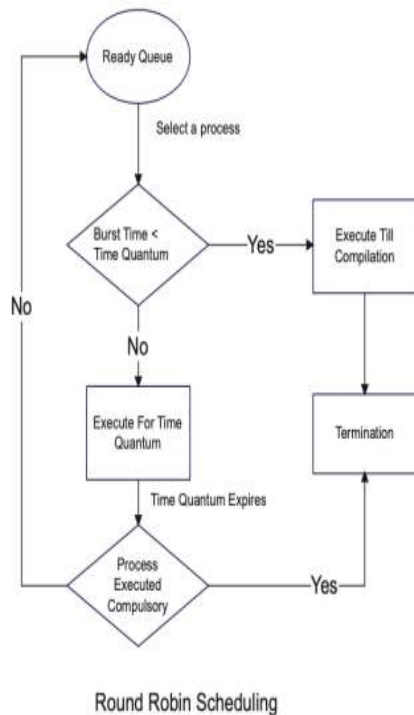 Ready Queue
Select a process
Burst Time <
Time Quantum
Yes
Execute Till
Compilation
No
No
Execute For Time
Quantum
Termination
Time Quantum Expires
Process
Executed
Compulsory
Yes
Round Robin Scheduling